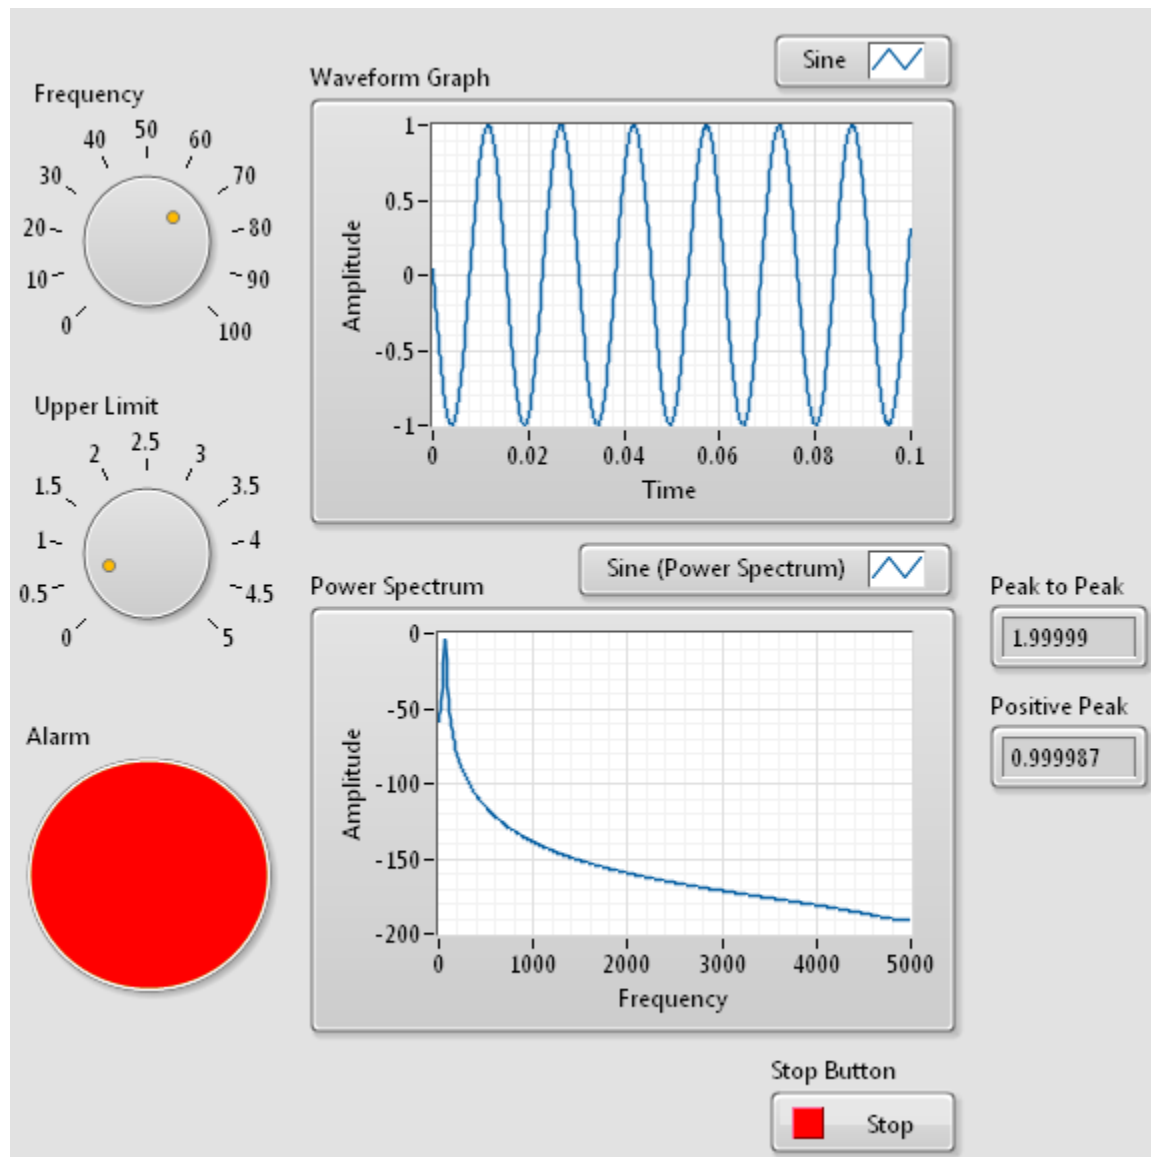 Sine
Waveform Graph
Frequency
0 10 20 30 40 50 60 70 80 90 100
1
0.5
0
-0.5
-1
Amplitude
0 0.02 0.04 0.06 0.08 0.1
Time
Upper Limit
0 0.5 1 1.5 2 2.5 3 3.5 4 4.5 5
Sine (Power Spectrum)
Power Spectrum
0
-50
-100
-150
-200
Amplitude
0 1000 2000 3000 4000 5000
Frequency
Peak to Peak
1.99999
Positive Peak
0.999987
Alarm
Stop Button
Stop